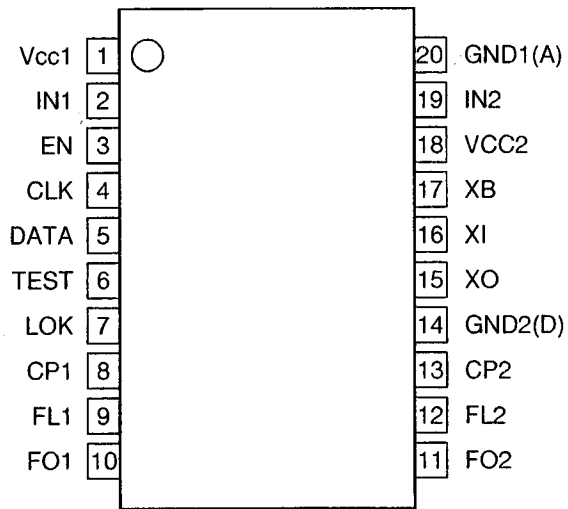 Vcc1 1 20 GND1(A)
IN1 2 19 IN2
EN 3 18 VCC2
CLK 4 17 XB
DATA 5 16 XI
TEST 6 15 XO
LOK 7 14 GND2(D)
CP1 8 13 CP2
FL1 9 12 FL2
FO1 10 11 FO2